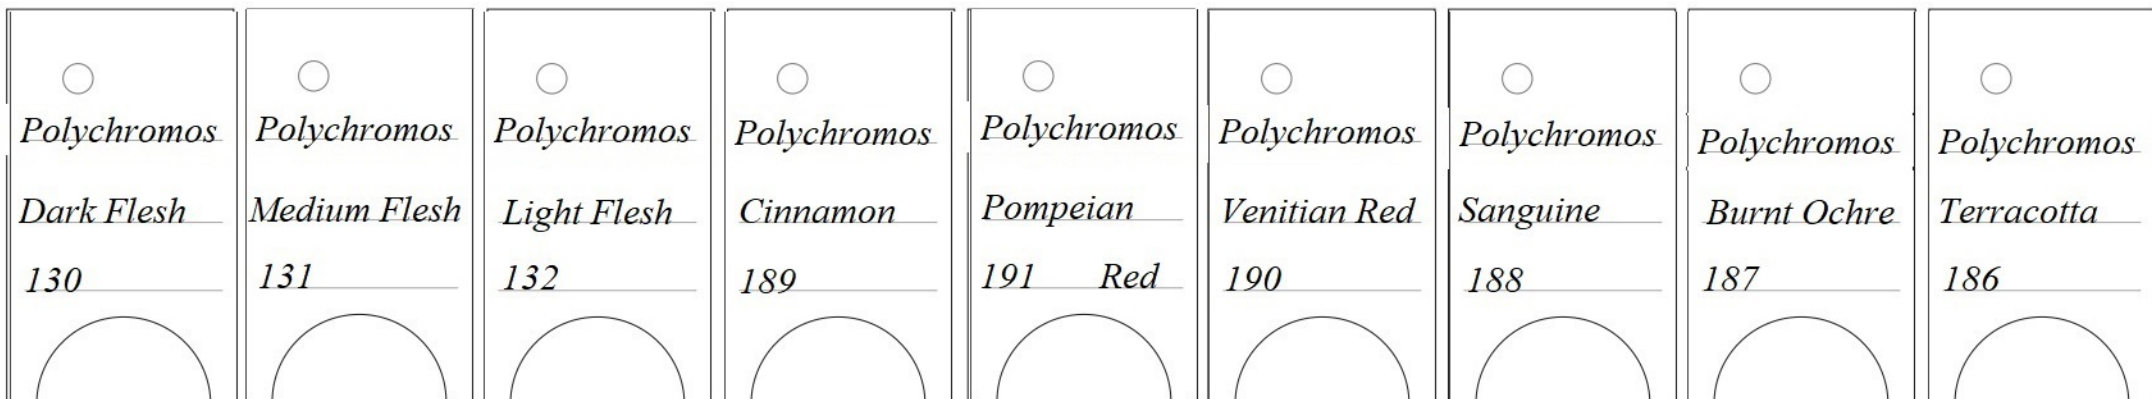 Polychromos
Dark Flesh
130
Polychromos
Medium Flesh
131
Polychromos
Light Flesh
132
Polychromos
Cinnamon
189
Polychromos
Pompeian
191 Red
Polychromos
Venitian Red
190
Polychromos
Sanguine
188
Polychromos
Burnt Ochre
187
Polychromos
Terracotta
186